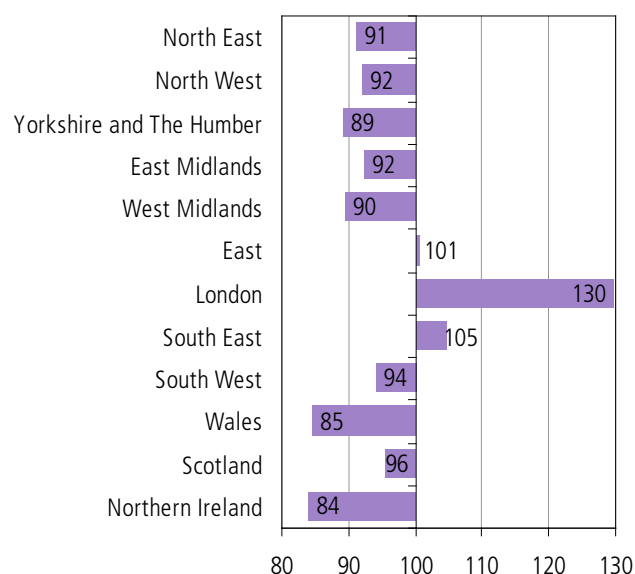 North East 91
North West 92
Yorkshire and The Humber 89
East Midlands 92
West Midlands 90
East 101
London 130
South East 105
South West 94
Wales 85
Scotland 96
Northern Ireland 84
80 90 100 110 120 130